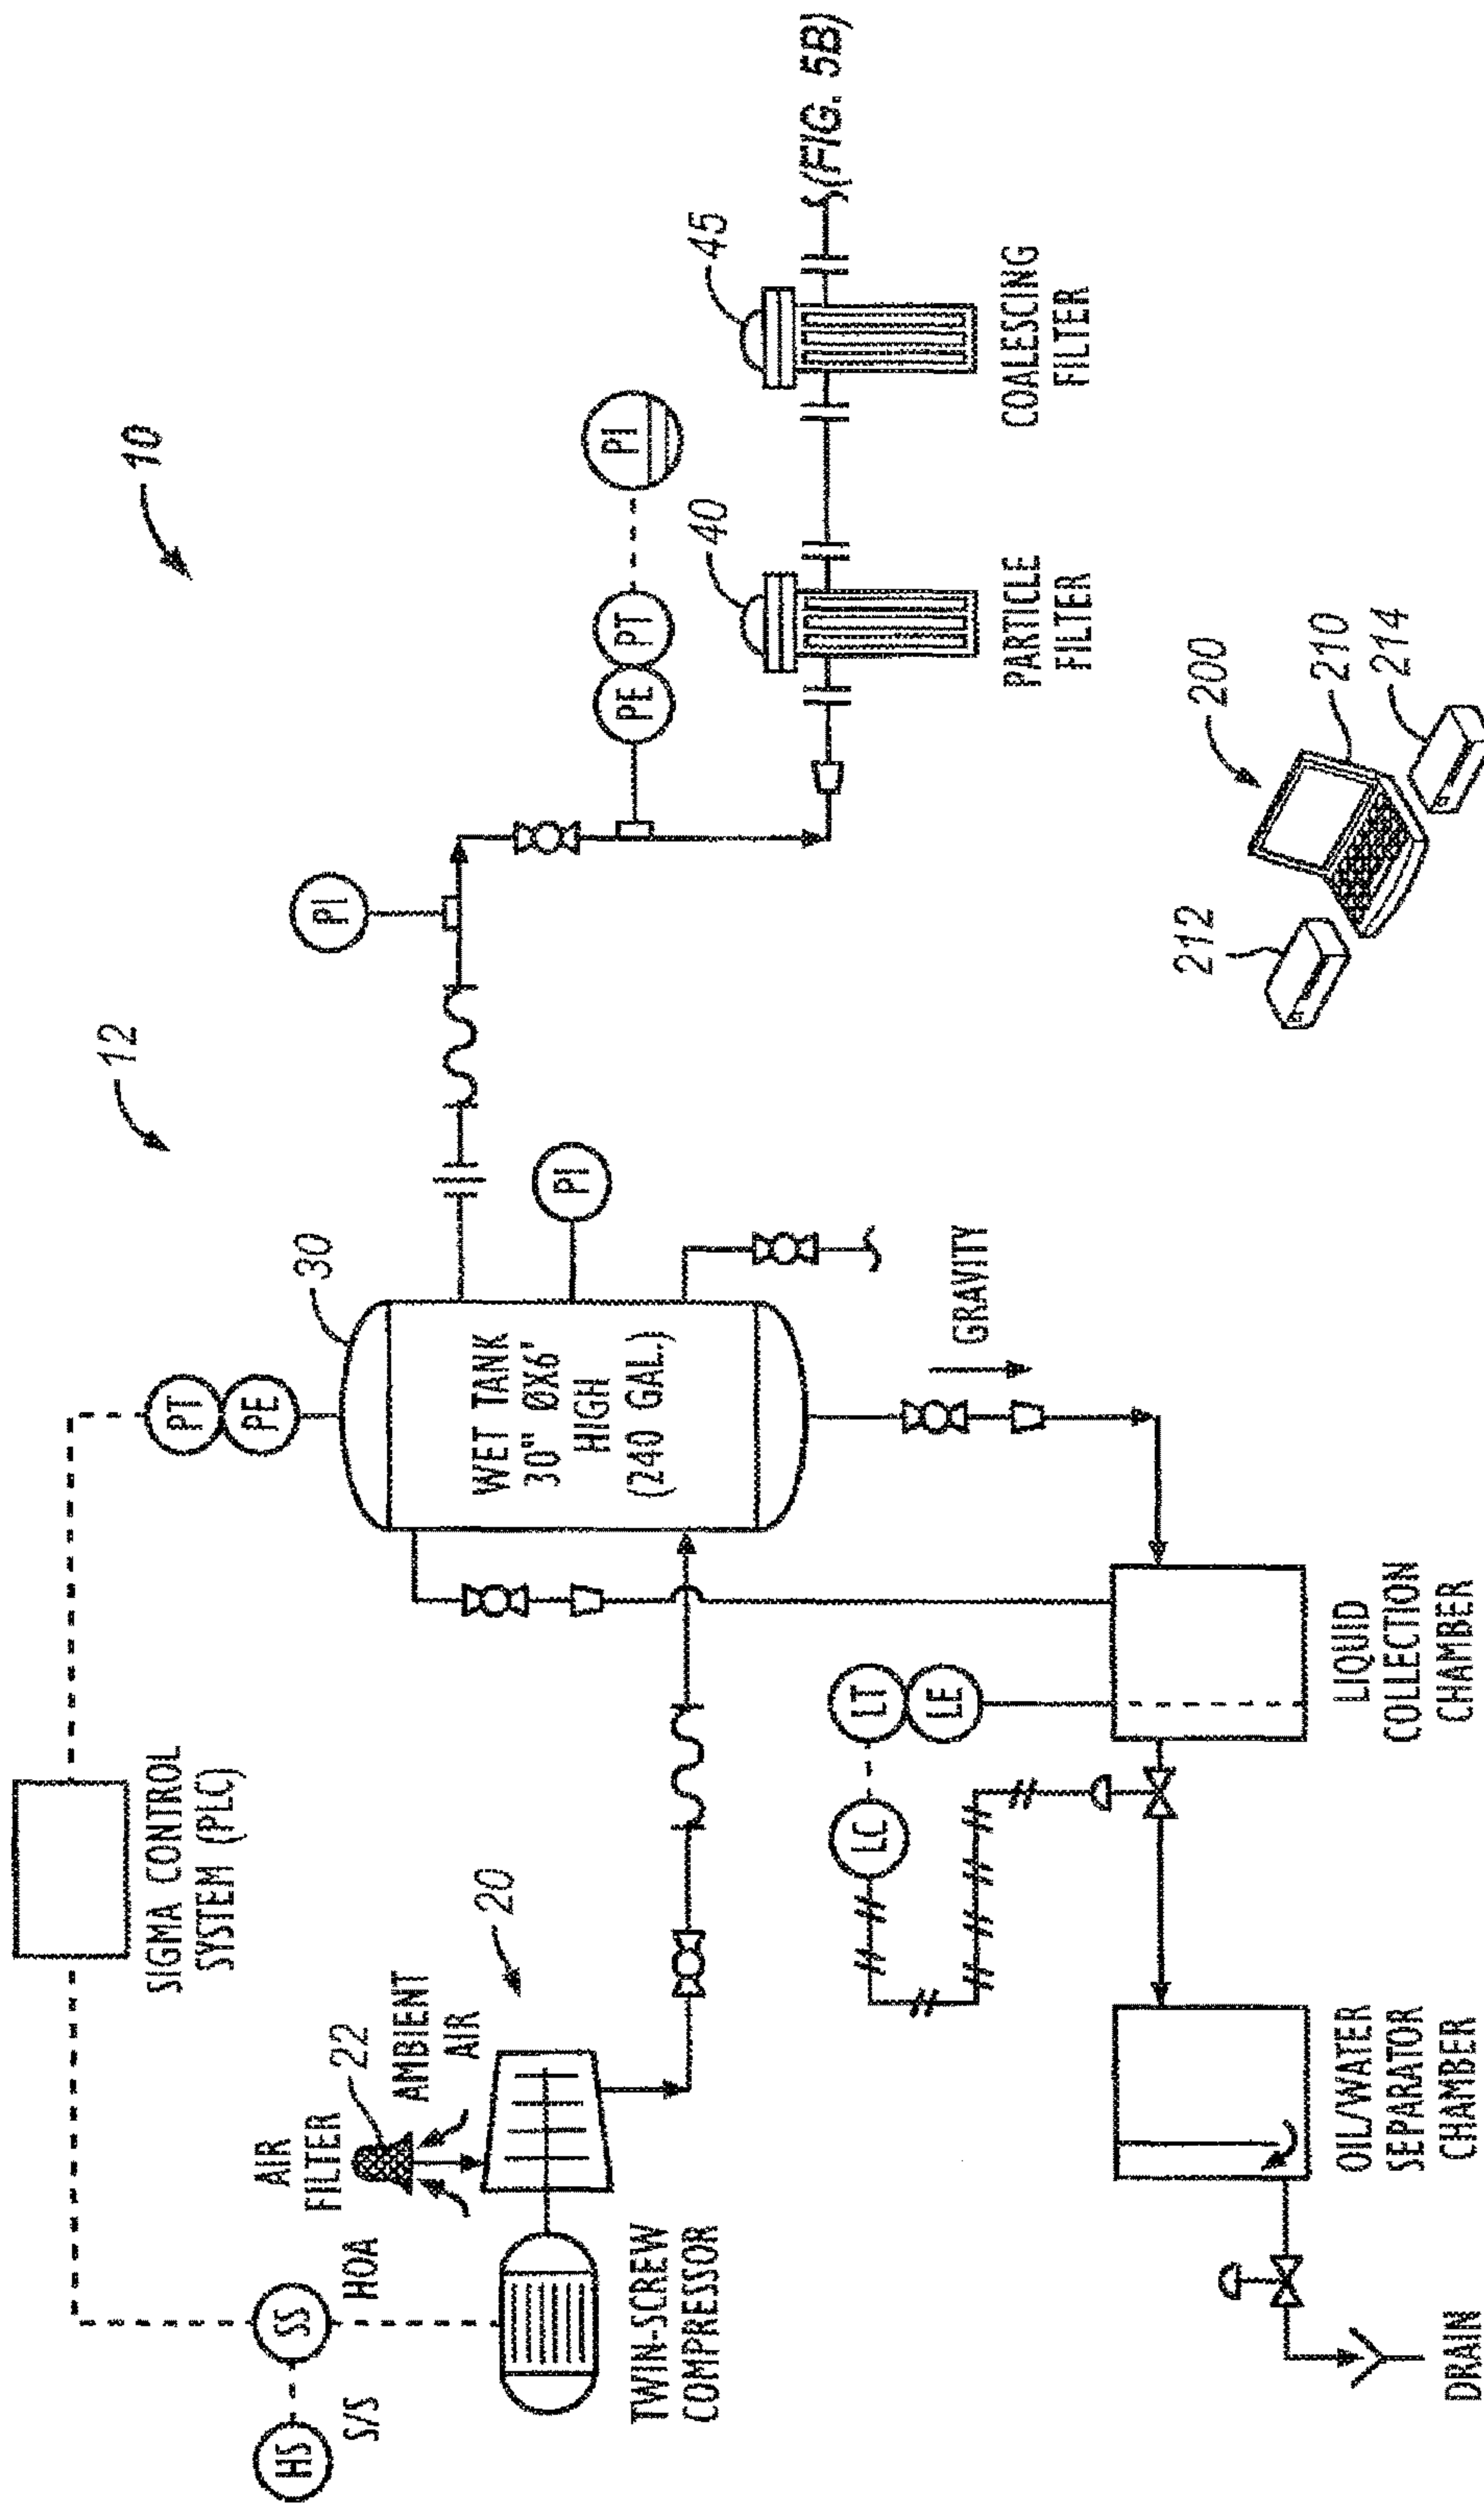 10
12
SIGMA CONTROL
SYSTEM (PLC)
HS
S/S
SS
HOA
AIR
FILTER
22
AMBIENT
AIR
20
TWIN-SCREW
COMPRESSOR
PT
PE
30
WET TANK
30" ØX6'
HIGH
(240 GAL.)
PI
PI
PE
PT
PI
40
45
(FIG. 5B)
PARTICLE
FILTER
COALESCING
FILTER
GRAVITY
LC
LT
LE
LIQUID
COLLECTION
CHAMBER
OIL/WATER
SEPARATOR
CHAMBER
DRAIN
200
210
212
214